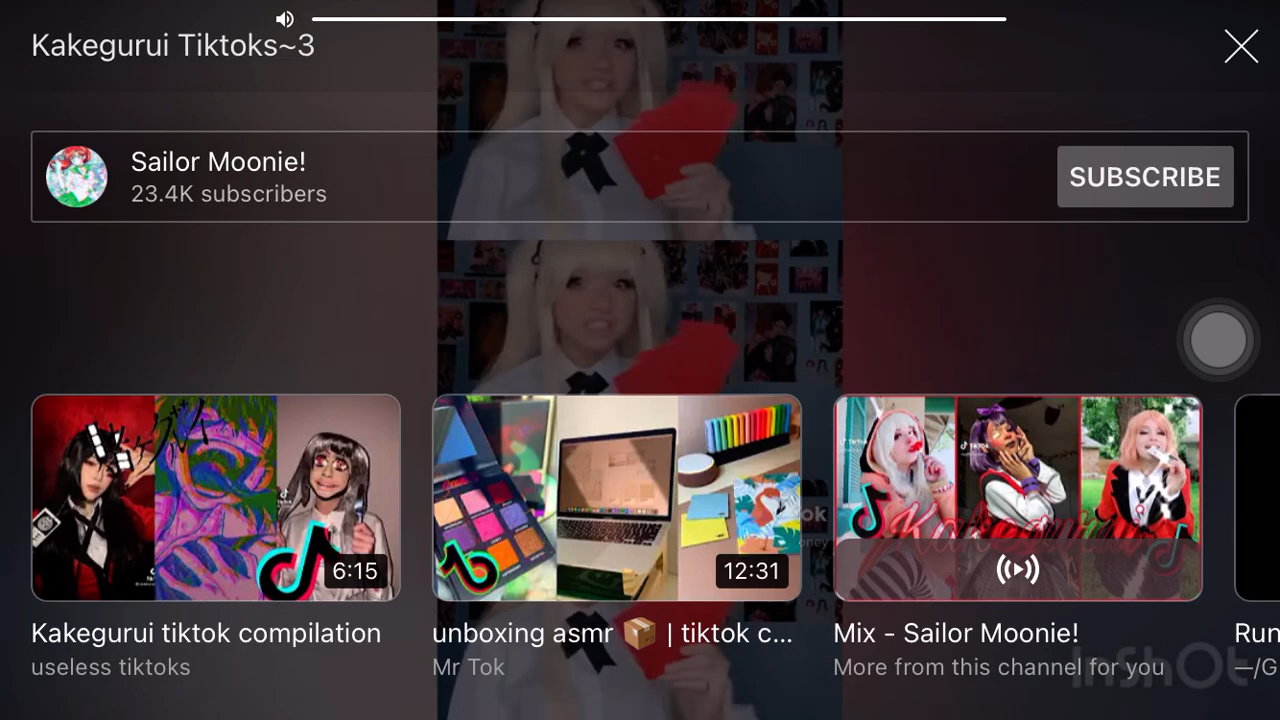 Kakegurui Tiktoks~3
Sailor Moonie!
23.4K subscribers
SUBSCRIBE
6:15
12:31
Kakegurui tiktok compilation
useless tiktoks
unboxing asmr 📦 | tiktok c...
Mr Tok
Mix - Sailor Moonie!
More from this channel for you
Run
—/G
InShOt